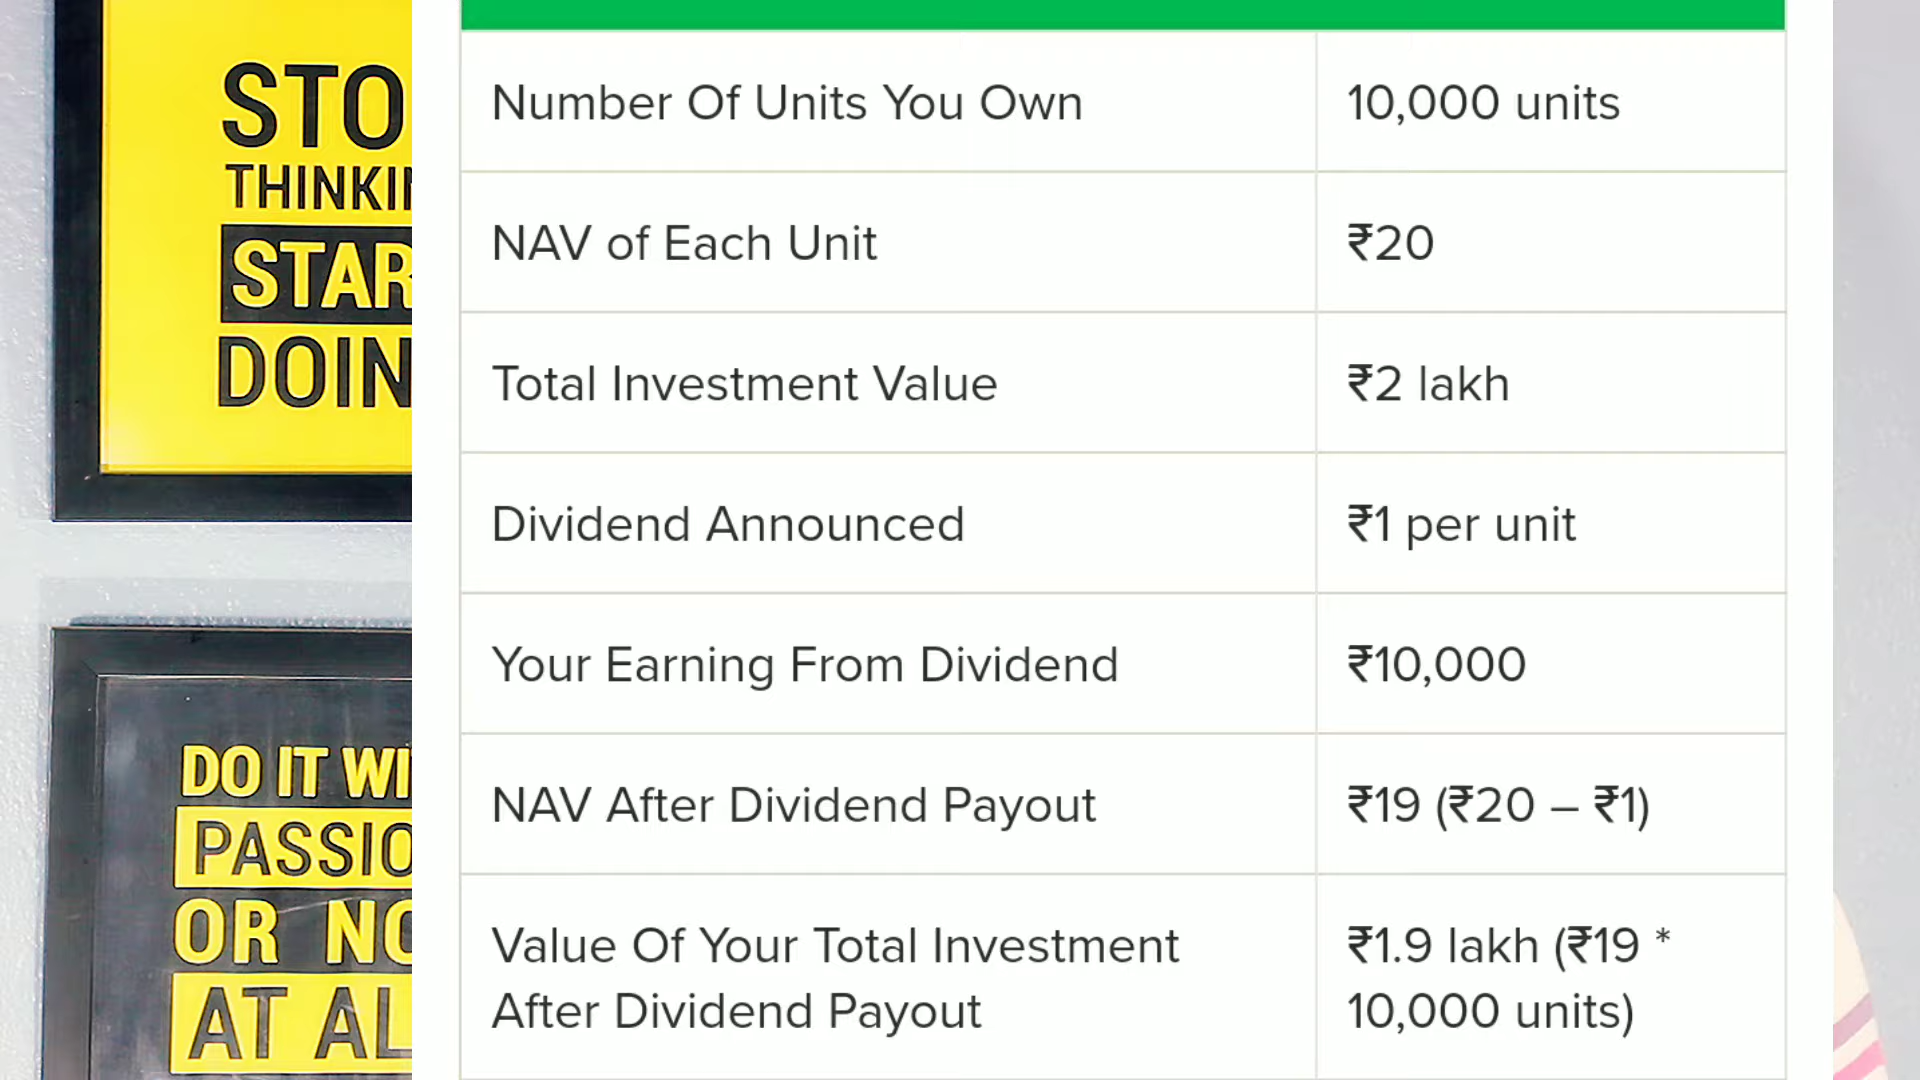 STO
THINKI
STAR
DOIN
DO IT WI
PASSIO
OR NO
AT AL
Number Of Units You Own 10,000 units
NAV of Each Unit ₹20
Total Investment Value ₹2 lakh
Dividend Announced ₹1 per unit
Your Earning From Dividend ₹10,000
NAV After Dividend Payout ₹19 (₹20 – ₹1)
Value Of Your Total Investment ₹1.9 lakh (₹19 *
After Dividend Payout 10,000 units)